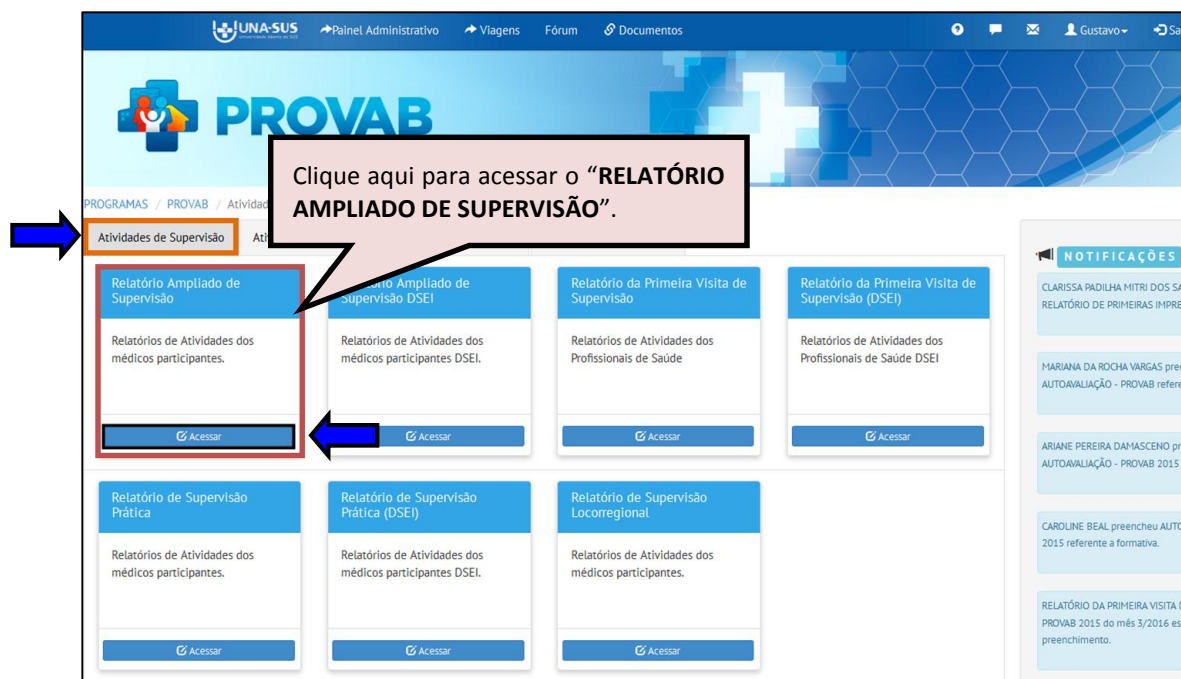 UNA-SUS Painel Administrativo Viagens Fórum Documentos Gustavo
PROVAB
Clique aqui para acessar o “RELATÓRIO
AMPLIADO DE SUPERVISÃO”.
PROGRAMAS / PROVAB /
Atividades de Supervisão
Relatório Ampliado de
Supervisão
Relatórios de Atividades dos
médicos participantes.
Acessar
Ampliado de
Supervisão DSEI
Relatórios de Atividades dos
médicos participantes DSEI.
Acessar
Relatório da Primeira Visita de
Supervisão
Relatórios de Atividades dos
Profissionais de Saúde
Acessar
Relatório da Primeira Visita de
Supervisão (DSEI)
Relatórios de Atividades dos
Profissionais de Saúde DSEI
Acessar
Relatório de Supervisão
Prática
Relatórios de Atividades dos
médicos participantes.
Acessar
Relatório de Supervisão
Prática (DSEI)
Relatórios de Atividades dos
médicos participantes DSEI.
Acessar
Relatório de Supervisão
Locorregional
Relatórios de Atividades dos
médicos participantes.
Acessar
NOTIFICAÇÕES
CLARISSA PADILHA MITRI DOS
RELATÓRIO DE PRIMEIRAS
MARIANA DA ROCHA VARGAS
AUTOAVALIAÇÃO - PROVAB
ARIANE PEREIRA DAMASCENO
AUTOAVALIAÇÃO - PROVAB 2015
CAROLINE BEAL preencheu
2015 referente a formativa.
RELATÓRIO DA PRIMEIRA VISITA
PROVAB 2015 do mês 3/2016
preenchimento.